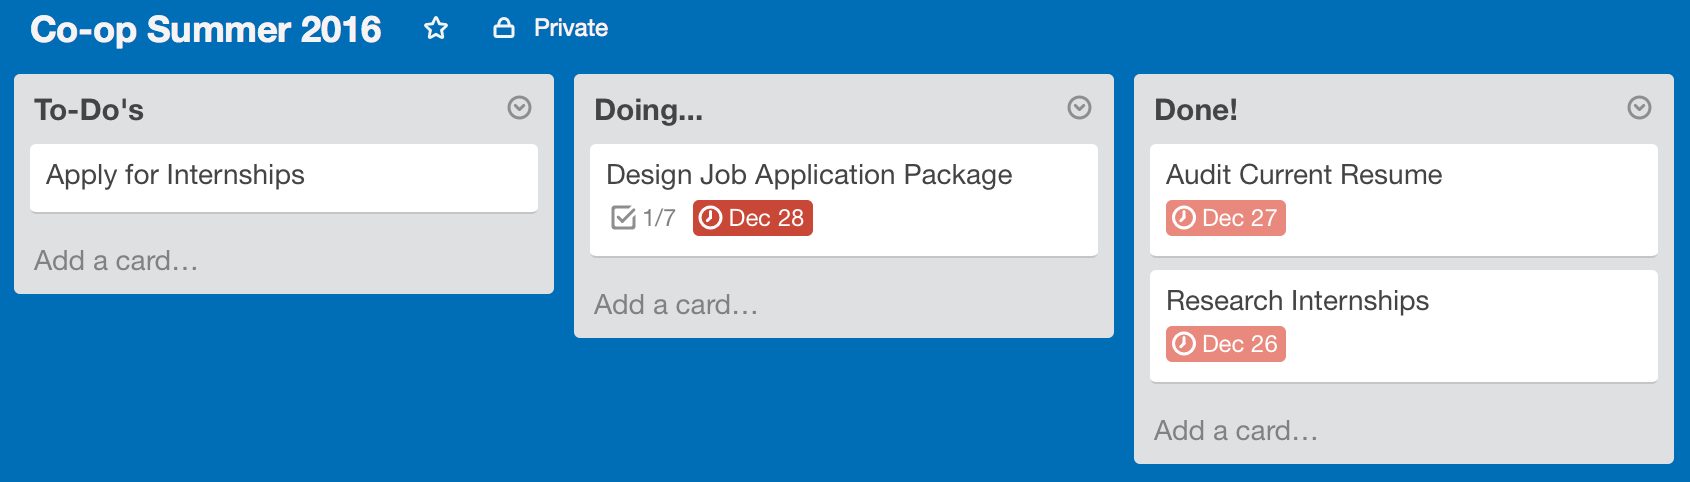 Co-op Summer 2016 Private
To-Do's
Apply for Internships
Add a card...
Doing...
Design Job Application Package
1/7 Dec 28
Add a card...
Done!
Audit Current Resume
Dec 27
Research Internships
Dec 26
Add a card...